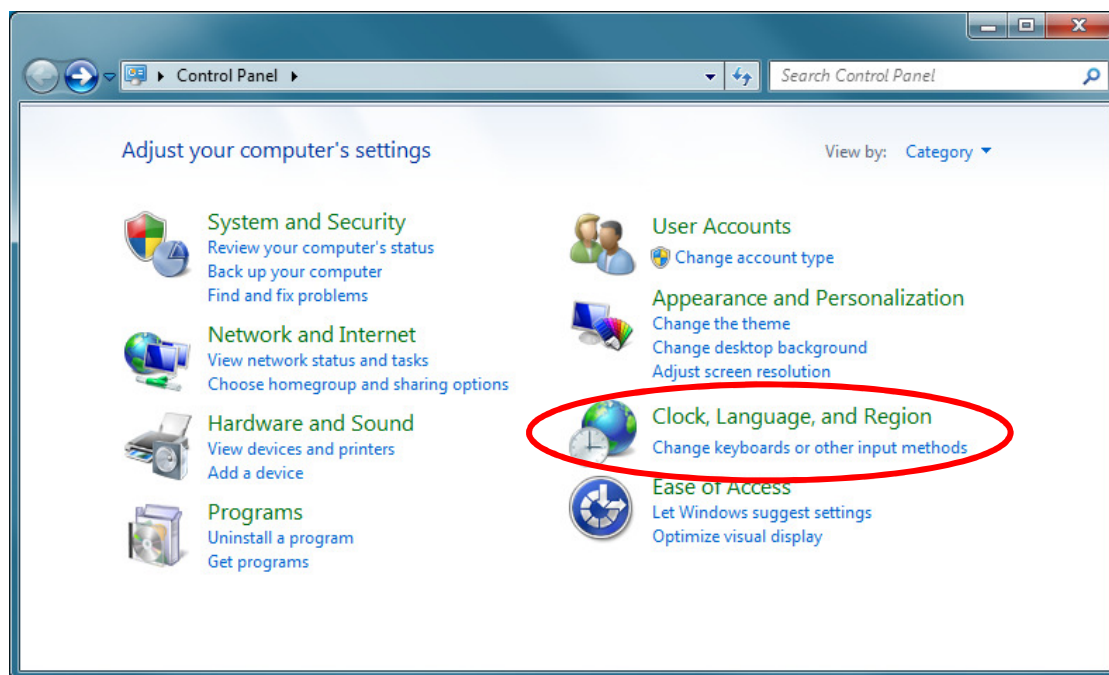 Control Panel
Search Control Panel
Adjust your computer's settings
View by: Category
System and Security
Review your computer's status
Back up your computer
Find and fix problems
Network and Internet
View network status and tasks
Choose homegroup and sharing options
Hardware and Sound
View devices and printers
Add a device
Programs
Uninstall a program
Get programs
User Accounts
Change account type
Appearance and Personalization
Change the theme
Change desktop background
Adjust screen resolution
Clock, Language, and Region
Change keyboards or other input methods
Ease of Access
Let Windows suggest settings
Optimize visual display